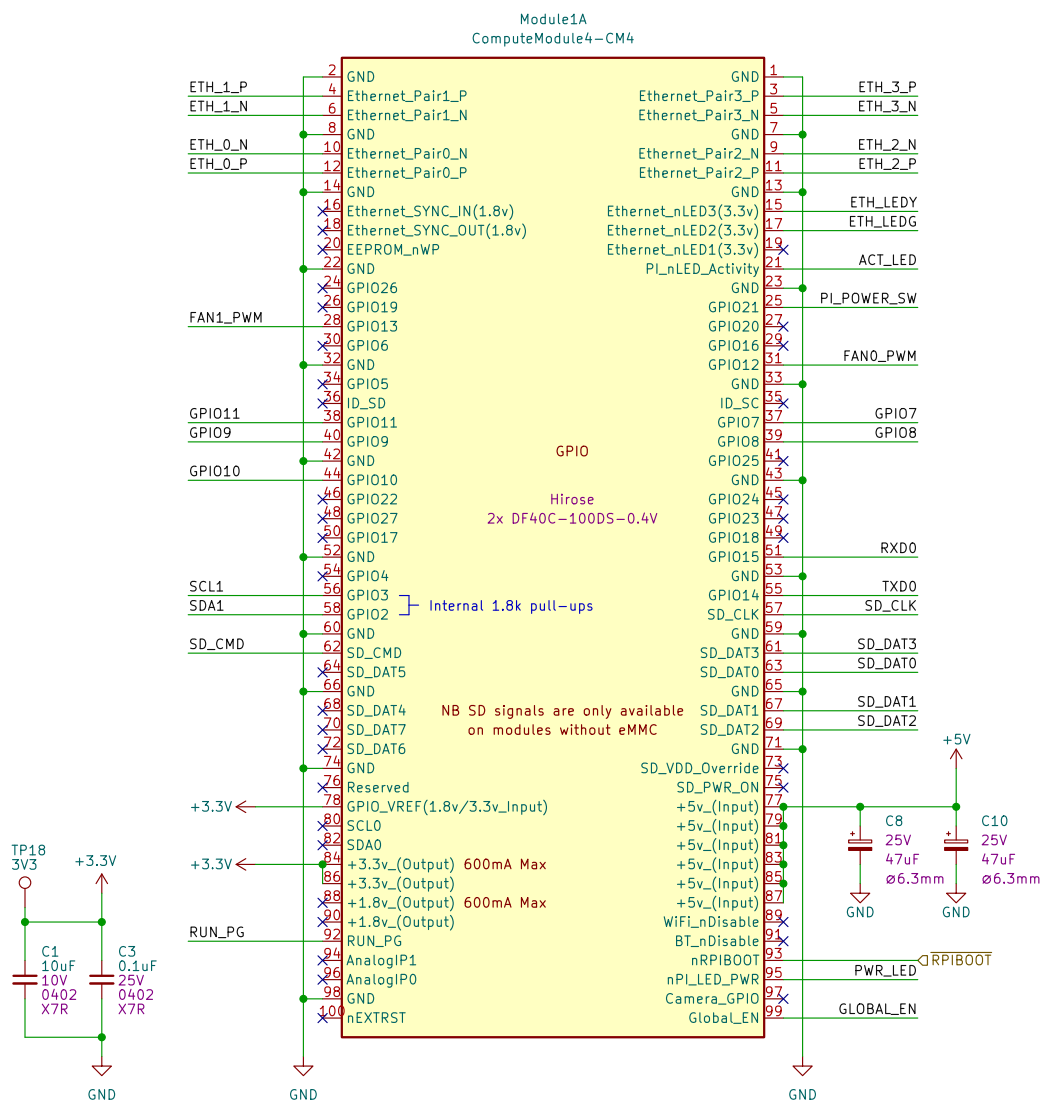 Module1A
ComputeModule4-CM4
2 GND GND 1
ETH_1_P 4 Ethernet_Pair1_P Ethernet_Pair3_P 3 ETH_3_P
ETH_1_N 6 Ethernet_Pair1_N Ethernet_Pair3_N 5 ETH_3_N
8 GND GND 7
ETH_0_N 10 Ethernet_Pair0_N Ethernet_Pair2_N 9 ETH_2_N
ETH_0_P 12 Ethernet_Pair0_P Ethernet_Pair2_P 11 ETH_2_P
14 GND GND 13
16 Ethernet_SYNC_IN(1.8v) Ethernet_nLED3(3.3v) 15 ETH_LEDY
18 Ethernet_SYNC_OUT(1.8v) Ethernet_nLED2(3.3v) 17 ETH_LEDG
20 EEPROM_nWP Ethernet_nLED1(3.3v) 19
22 GND PI_nLED_Activity 21 ACT_LED
24 GPIO26 GND 23
26 GPIO19 GPIO21 25 PI_POWER_SW
FAN1_PWM 28 GPIO13 GPIO20 27
30 GPIO6 GPIO16 29
32 GND GPIO12 31 FAN0_PWM
34 GPIO5 GND 33
36 ID_SD ID_SC 35
GPIO11 38 GPIO11 GPIO7 37 GPIO7
GPIO9 40 GPIO9 GPIO8 39 GPIO8
GPIO
42 GND GPIO25 41
GPIO10 44 GPIO10 GND 43
46 GPIO22 Hirose GPIO24 45
48 GPIO27 2x DF40C-100DS-0.4V GPIO23 47
50 GPIO17 GPIO18 49
52 GND GPIO15 51 RXD0
54 GPIO4 GND 53
SCL1 56 GPIO3 GPIO14 55 TXD0
Internal 1.8k pull-ups
SDA1 58 GPIO2 SD_CLK 57 SD_CLK
60 GND GND 59
SD_CMD 62 SD_CMD SD_DAT3 61 SD_DAT3
64 SD_DAT5 SD_DAT0 63 SD_DAT0
66 GND GND 65
68 SD_DAT4 NB SD signals are only available SD_DAT1 67 SD_DAT1
70 SD_DAT7 on modules without eMMC SD_DAT2 69 SD_DAT2
72 SD_DAT6 GND 71
74 GND SD_VDD_Override 73
76 Reserved SD_PWR_ON 75
+3.3V 78 GPIO_VREF(1.8v/3.3v_Input) +5v_(Input) 77
80 SCL0 +5v_(Input) 79
82 SDA0 +5v_(Input) 81
+3.3V 84 +3.3v_(Output) 600mA Max +5v_(Input) 83
86 +3.3v_(Output) +5v_(Input) 85
88 +1.8v_(Output) 600mA Max +5v_(Input) 87
90 +1.8v_(Output) WiFi_nDisable 89
RUN_PG 92 RUN_PG BT_nDisable 91
94 AnalogIP1 nRPIBOOT 93 RPIBOOT
96 AnalogIP0 nPI_LED_PWR 95 PWR_LED
98 GND Camera_GPIO 97
100 nEXTRST Global_EN 99 GLOBAL_EN
GND
GND
+5V
C8
25V
47uF
⌀6.3mm
GND
C10
25V
47uF
⌀6.3mm
GND
TP18
3V3
+3.3V
C1
10uF
10V
0402
X7R
C3
0.1uF
25V
0402
X7R
GND